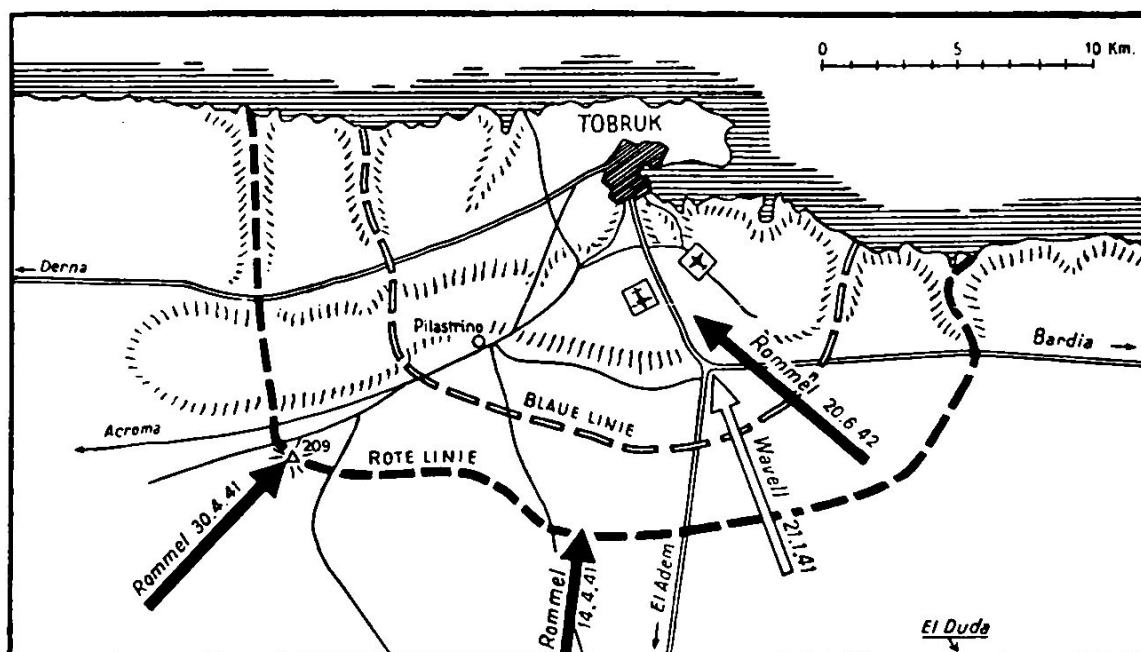 0 5 10 Km.
TOBRUK
Derna
Pilastrino
Bardia
Rommel 20.6.42
BLAUE LINIE
Acroma
209
ROTE LINIE
Wavell 21.1.41
Rommel 30.4.41
Rommel 14.4.41
El Adem
El Duda